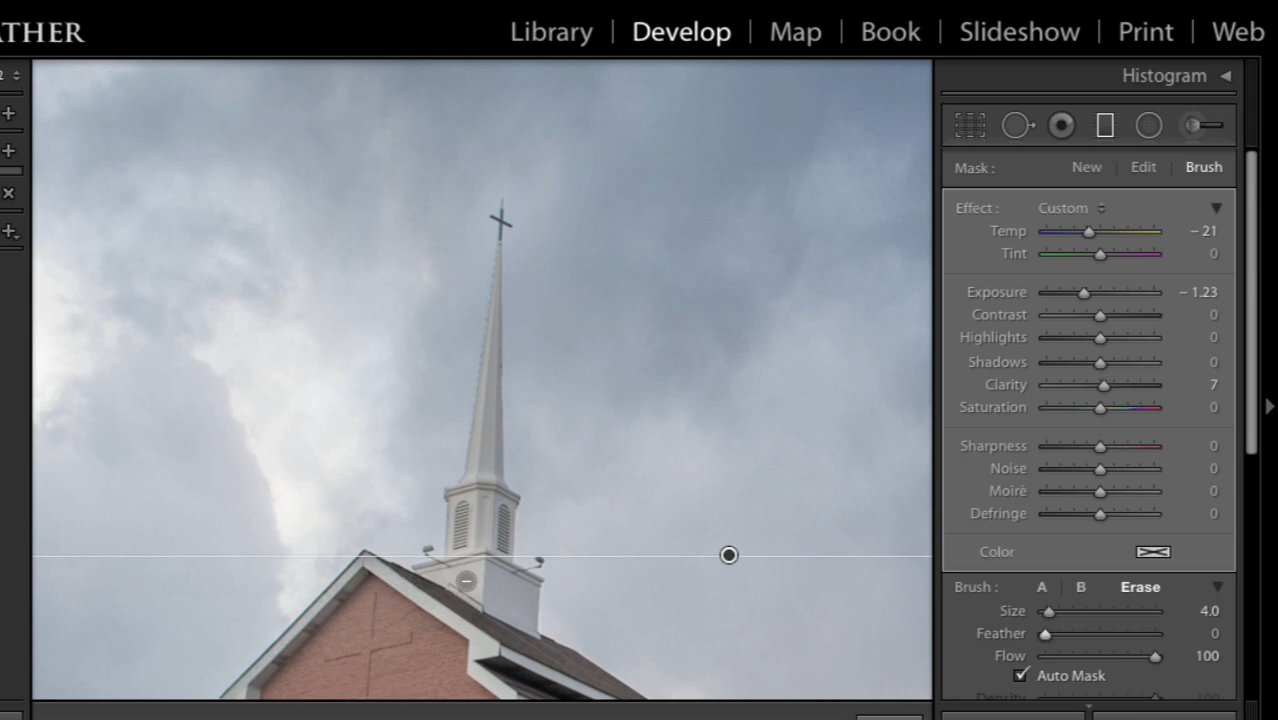 ATHER
Library | Develop | Map | Book | Slideshow | Print | Web
2
Histogram
Mask : New | Edit | Brush
Effect : Custom
Temp − 21
Tint 0
Exposure − 1.23
Contrast 0
Highlights 0
Shadows 0
Clarity 7
Saturation 0
Sharpness 0
Noise 0
Moiré 0
Defringe 0
Color
Brush : A | B Erase
Size 4.0
Feather 0
Flow 100
Auto Mask
Density 100